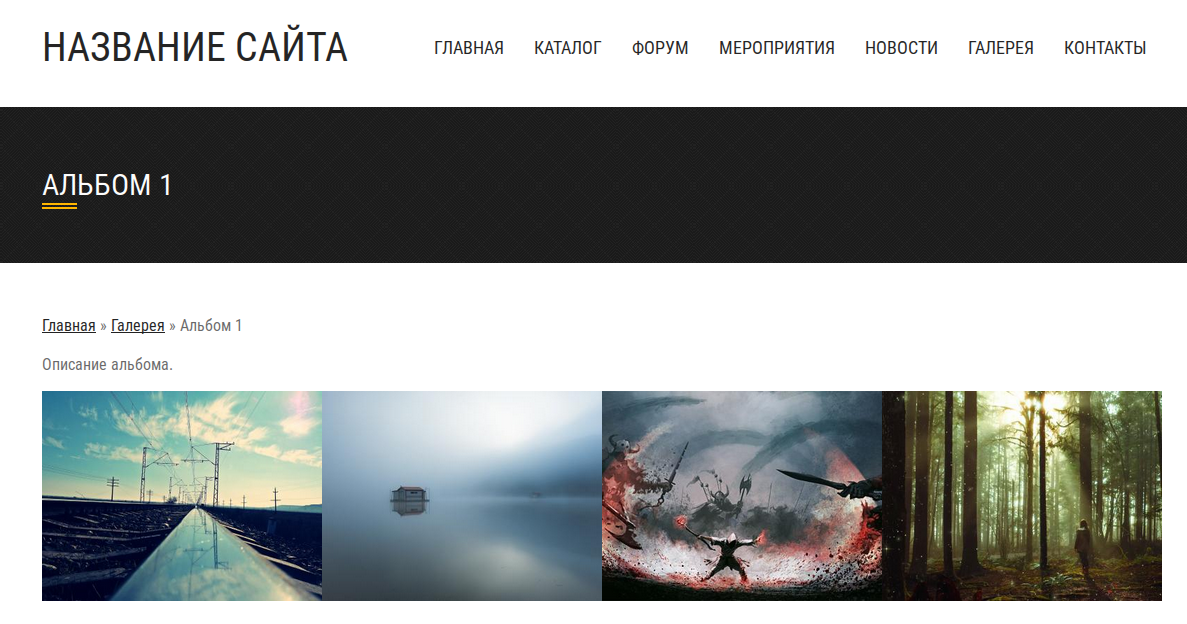 НАЗВАНИЕ САЙТА
ГЛАВНАЯ КАТАЛОГ ФОРУМ МЕРОПРИЯТИЯ НОВОСТИ ГАЛЕРЕЯ КОНТАКТЫ
АЛЬБОМ 1
Главная » Галерея » Альбом 1
Описание альбома.